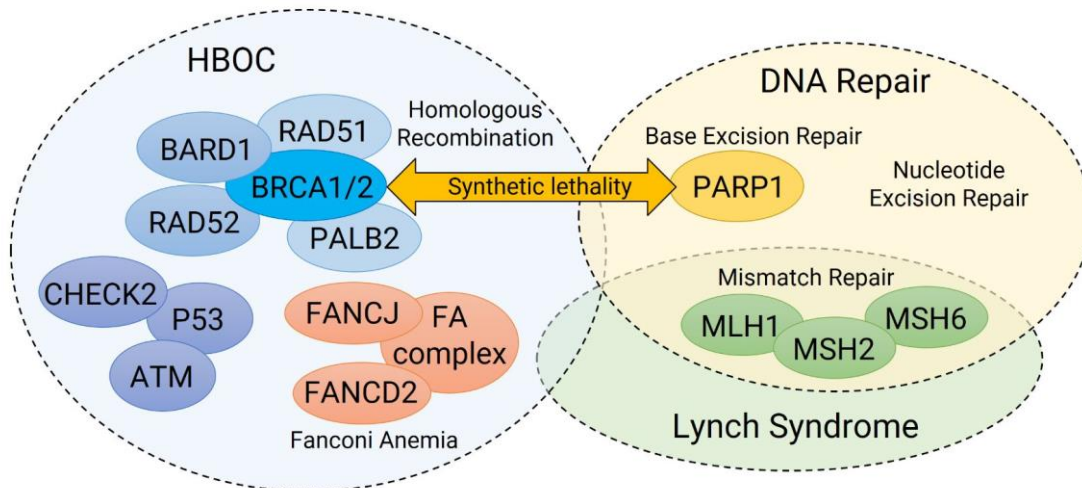 HBOC
DNA Repair
Homologous
Recombination
RAD51
BARD1
BRCA1/2
RAD52
PALB2
Synthetic lethality
Base Excision Repair
PARP1
Nucleotide
Excision Repair
CHECK2
P53
ATM
FANCJ
FA
complex
FANCD2
Fanconi Anemia
Mismatch Repair
MLH1
MSH2
MSH6
Lynch Syndrome